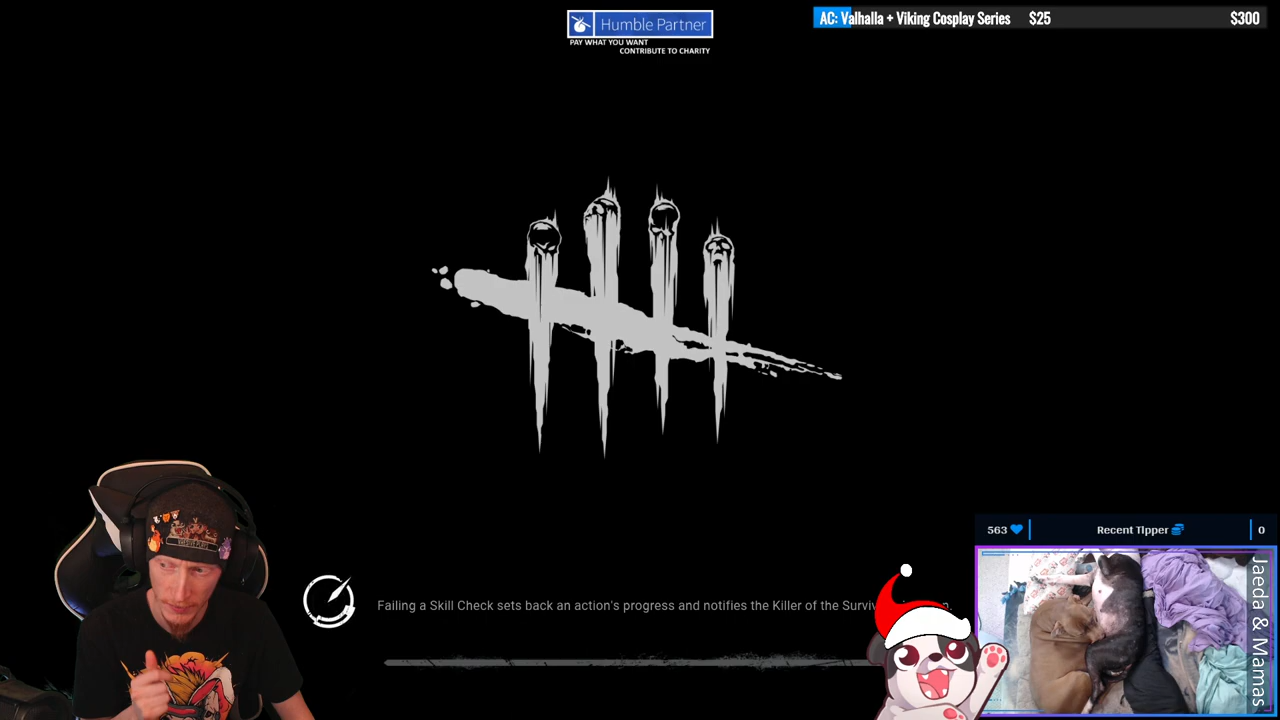 Humble Partner
PAY WHAT YOU WANT
CONTRIBUTE TO CHARITY
AC: Valhalla + Viking Cosplay Series $25 $300
563 Recent Tipper 0
Failing a Skill Check sets back an action's progress and notifies the Killer of the
Jaeda & Mamas